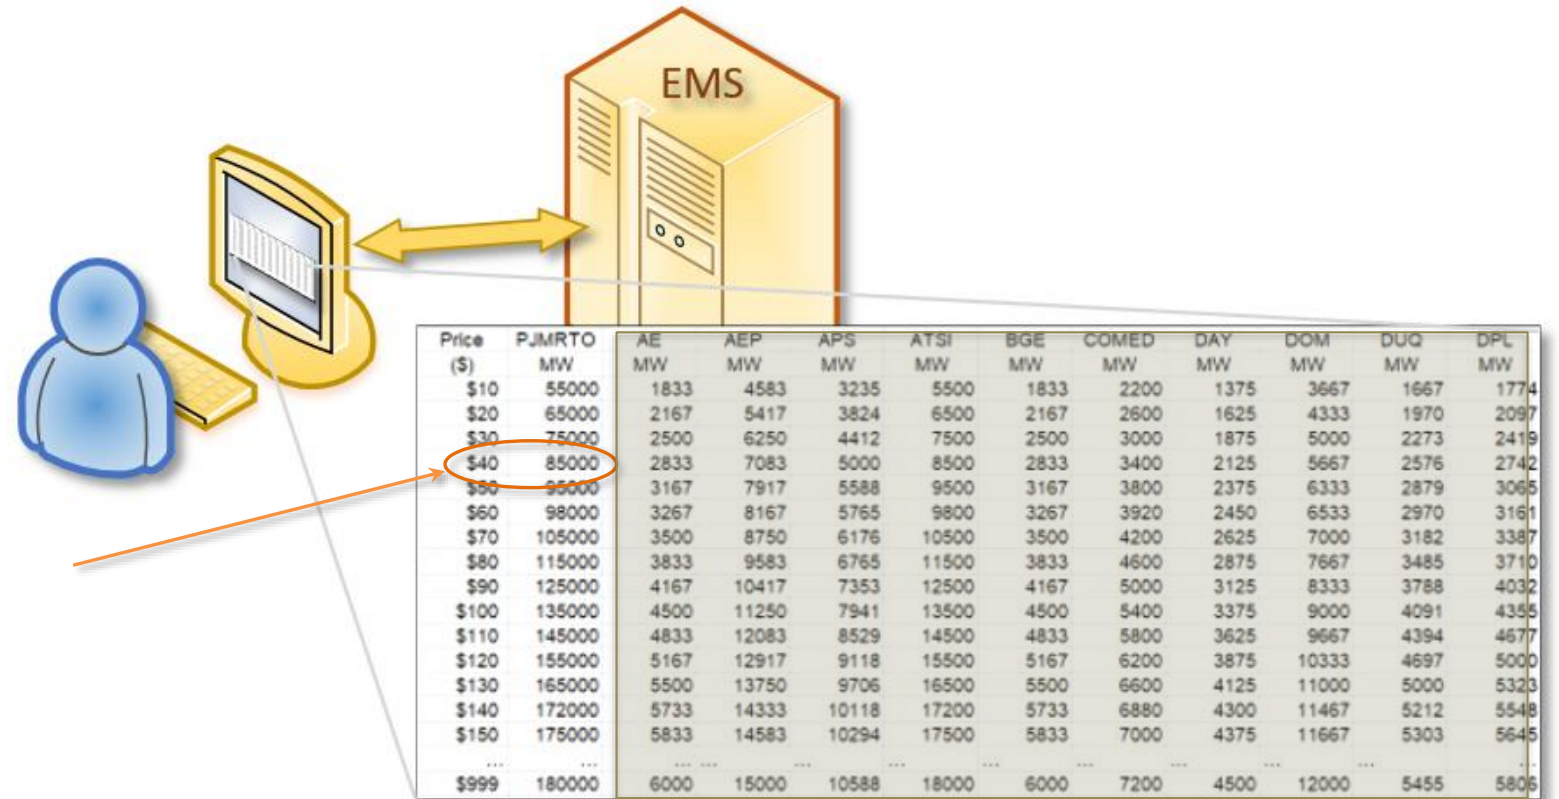 EMS
Price PJMRTO AE AEP APS ATSI BGE COMED DAY DOM DUQ DPL
($) MW MW MW MW MW MW MW MW MW MW MW
$10 55000 1833 4583 3235 5500 1833 2200 1375 3667 1667 1774
$20 65000 2167 5417 3824 6500 2167 2600 1625 4333 1970 2097
$30 75000 2500 6250 4412 7500 2500 3000 1875 5000 2273 2419
$40 85000 2833 7083 5000 8500 2833 3400 2125 5667 2576 2742
$50 95000 3167 7917 5588 9500 3167 3800 2375 6333 2879 3065
$60 98000 3267 8167 5765 9800 3267 3920 2450 6533 2970 3161
$70 105000 3500 8750 6176 10500 3500 4200 2625 7000 3182 3387
$80 115000 3833 9583 6765 11500 3833 4600 2875 7667 3485 3710
$90 125000 4167 10417 7353 12500 4167 5000 3125 8333 3788 4032
$100 135000 4500 11250 7941 13500 4500 5400 3375 9000 4091 4355
$110 145000 4833 12083 8529 14500 4833 5800 3625 9667 4394 4677
$120 155000 5167 12917 9118 15500 5167 6200 3875 10333 4697 5000
$130 165000 5500 13750 9706 16500 5500 6600 4125 11000 5000 5323
$140 172000 5733 14333 10118 17200 5733 6880 4300 11467 5212 5548
$150 175000 5833 14583 10294 17500 5833 7000 4375 11667 5303 5645
... ... ... ... ... ... ... ... ... ... ... ...
$999 180000 6000 15000 10588 18000 6000 7200 4500 12000 5455 5806